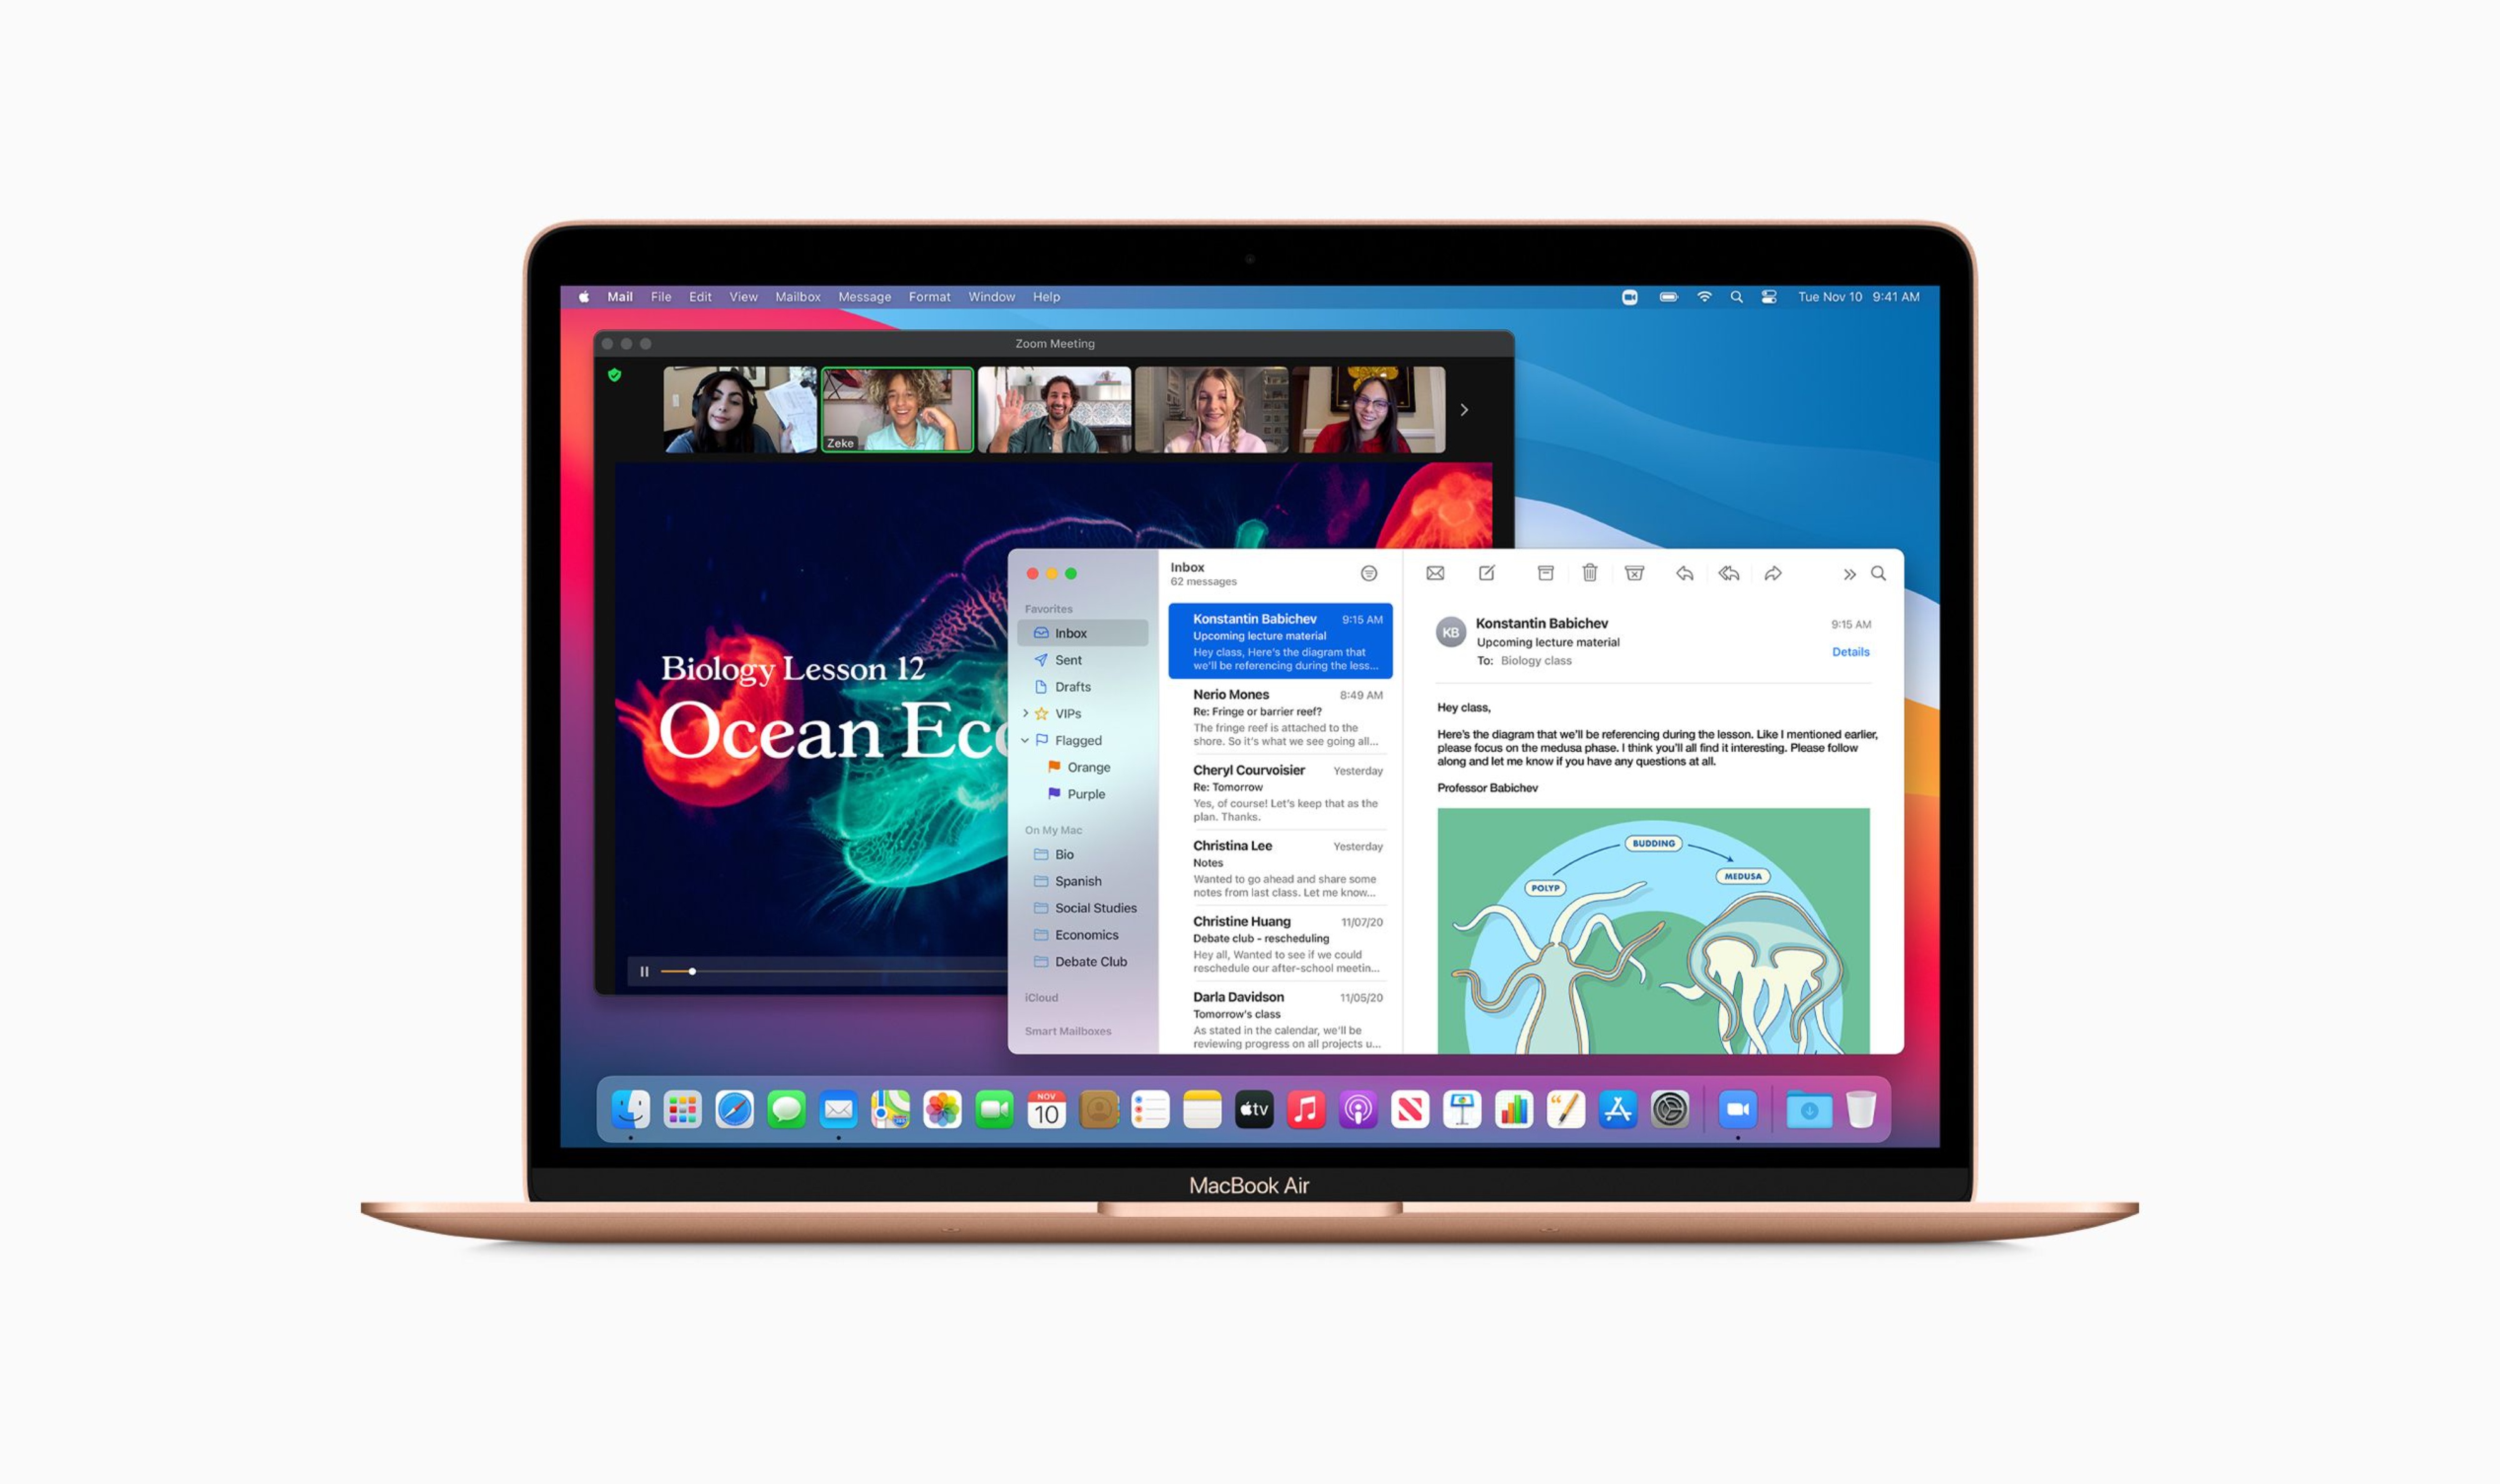 Mail File Edit View Mailbox Message Format Window Help
Tue Nov 10 9:41 AM
Zoom Meeting
Zeke
Biology Lesson 12
Ocean Eco
Favorites
Inbox
Sent
Drafts
VIPs
Flagged
Orange
Purple
On My Mac
Bio
Spanish
Social Studies
Economics
Debate Club
iCloud
Smart Mailboxes
Inbox
62 messages
Konstantin Babichev 9:15 AM
Upcoming lecture material
Hey class, Here's the diagram that
we'll be referencing during the less...
Nerio Mones 8:49 AM
Re: Fringe or barrier reef?
The fringe reef is attached to the
shore. So it's what we see going all...
Cheryl Courvoisier Yesterday
Re: Tomorrow
Yes, of course! Let's keep that as the
plan. Thanks.
Christina Lee Yesterday
Notes
Wanted to go ahead and share some
notes from last class. Let me know...
Christine Huang 11/07/20
Debate club - rescheduling
Hey all, Wanted to see if we could
reschedule our after-school meetin...
Darla Davidson 11/05/20
Tomorrow's class
As stated in the calendar, we'll be
reviewing progress on all projects u...
KB
Konstantin Babichev 9:15 AM
Upcoming lecture material
Details
To: Biology class
Hey class,
Here's the diagram that we'll be referencing during the lesson. Like I mentioned earlier,
please focus on the medusa phase. I think you'll all find it interesting. Please follow
along and let me know if you have any questions at all.
Professor Babichev
BUDDING
POLYP
MEDUSA
NOV
10
tv
MacBook Air